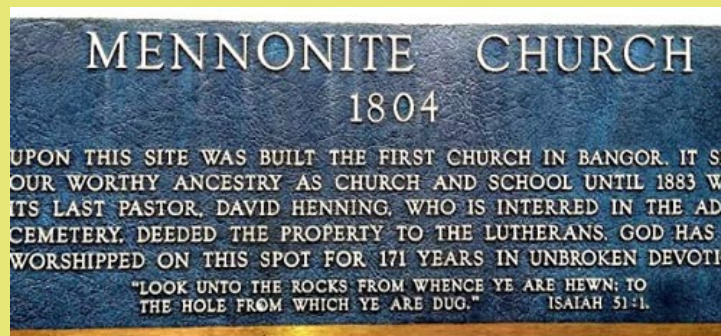 MENNONITE CHURCH
1804
UPON THIS SITE WAS BUILT THE FIRST CHURCH IN BANGOR. IT
OUR WORTHY ANCESTRY AS CHURCH AND SCHOOL UNTIL 1883
ITS LAST PASTOR, DAVID HENNING, WHO IS INTERRED IN THE
CEMETERY, DEEDED THE PROPERTY TO THE LUTHERANS. GOD HAS
WORSHIPPED ON THIS SPOT FOR 171 YEARS IN UNBROKEN
"LOOK UNTO THE ROCKS FROM WHENCE YE ARE HEWN; TO
THE HOLE FROM WHICH YE ARE DUG." ISAIAH 51:1.